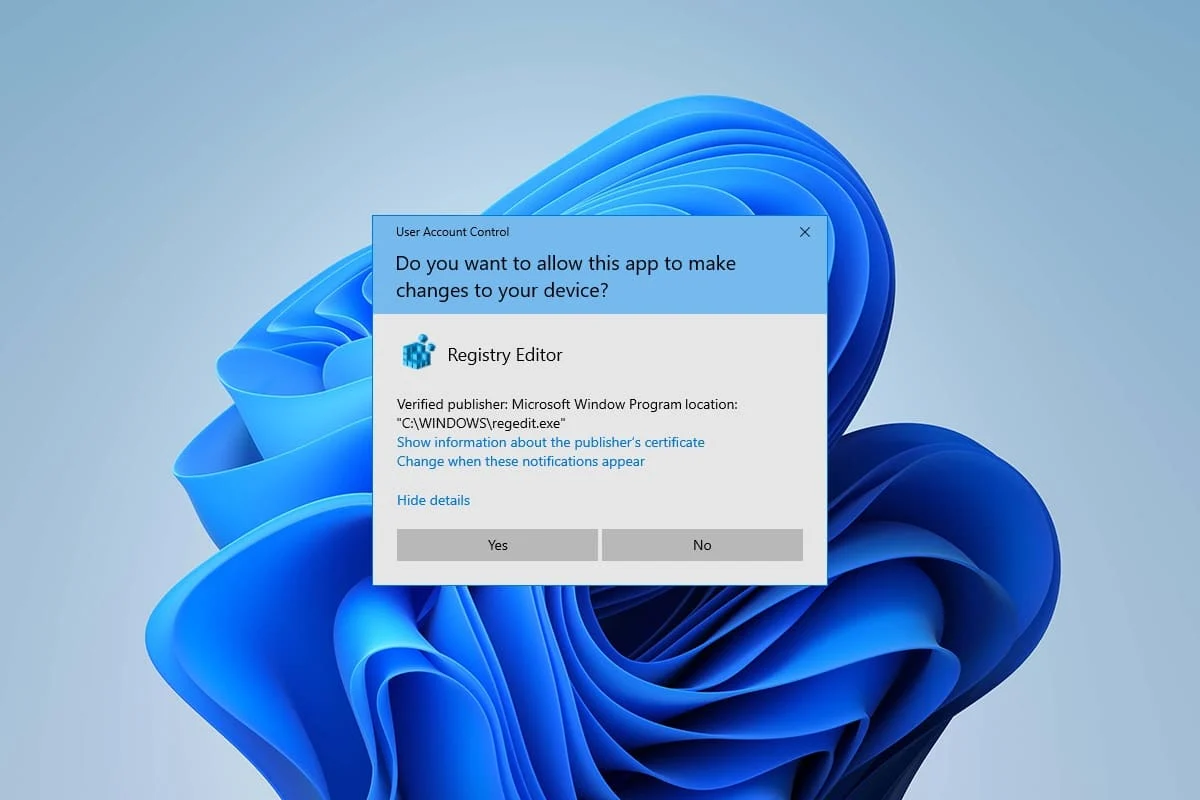 User Account Control
Do you want to allow this app to make
changes to your device?
Registry Editor
Verified publisher: Microsoft Window Program location:
"C:\WINDOWS\regedit.exe"
Show information about the publisher's certificate
Change when these notifications appear
Hide details
Yes
No